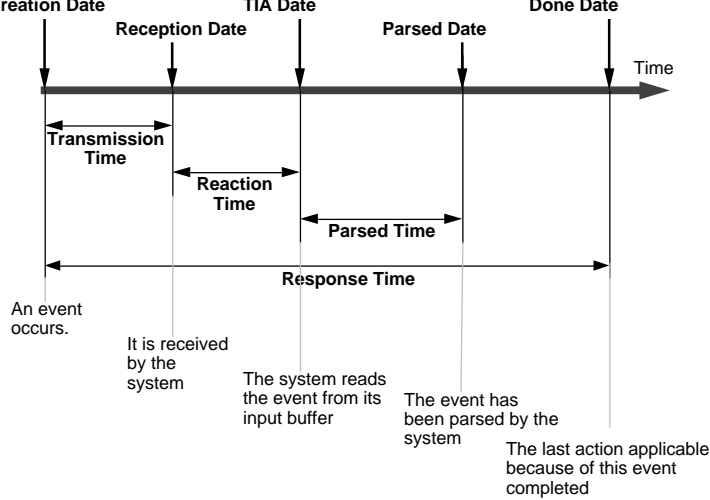 reation Date
TIA Date
Done Date
Reception Date
Parsed Date
Time
Transmission
Time
Reaction
Time
Parsed Time
Response Time
An event
occurs.
It is received
by the
system
The system reads
the event from its
input buffer
The event has
been parsed by the
system
The last action applicable
because of this event
completed